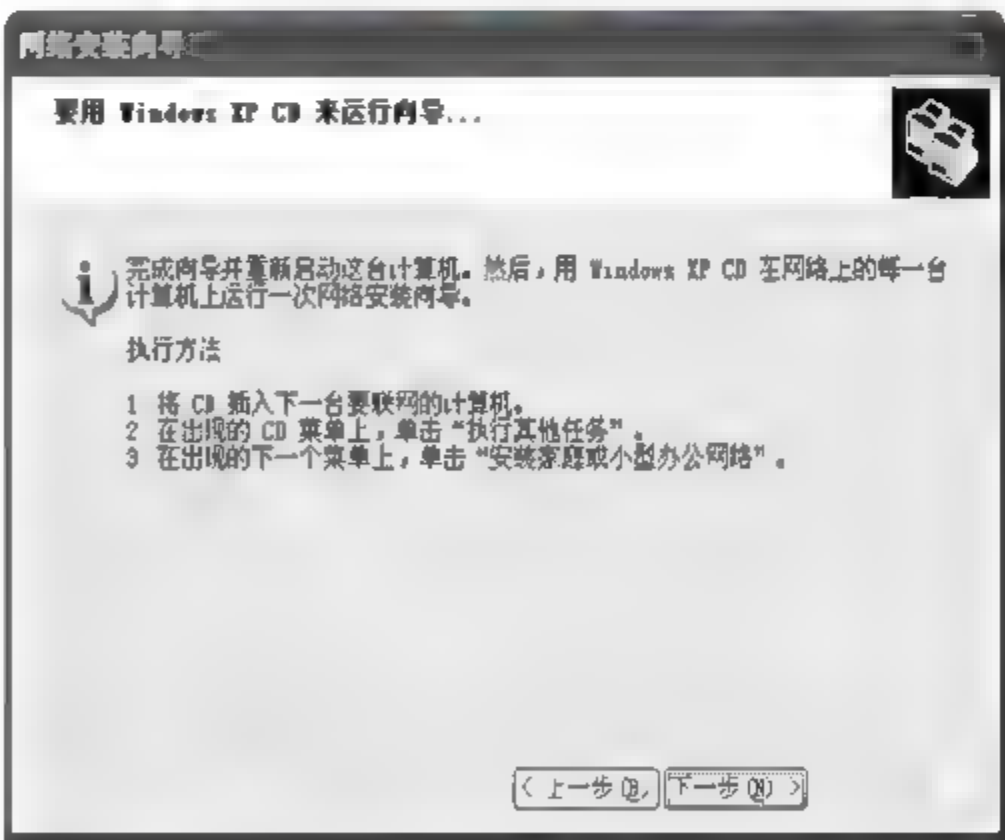 网络安装向导
要用 Windows XP CD 来运行向导...
完成向导并重新启动这台计算机。然后，用 Windows XP CD 在网络上的每一台
计算机上运行一次网络安装向导。
执行方法
1 将 CD 插入下一台要联网的计算机。
2 在出现的 CD 菜单上，单击“执行其他任务”。
3 在出现的下一个菜单上，单击“安装家庭或小型办公网络”。
< 上一步(B) 下一步(N) >